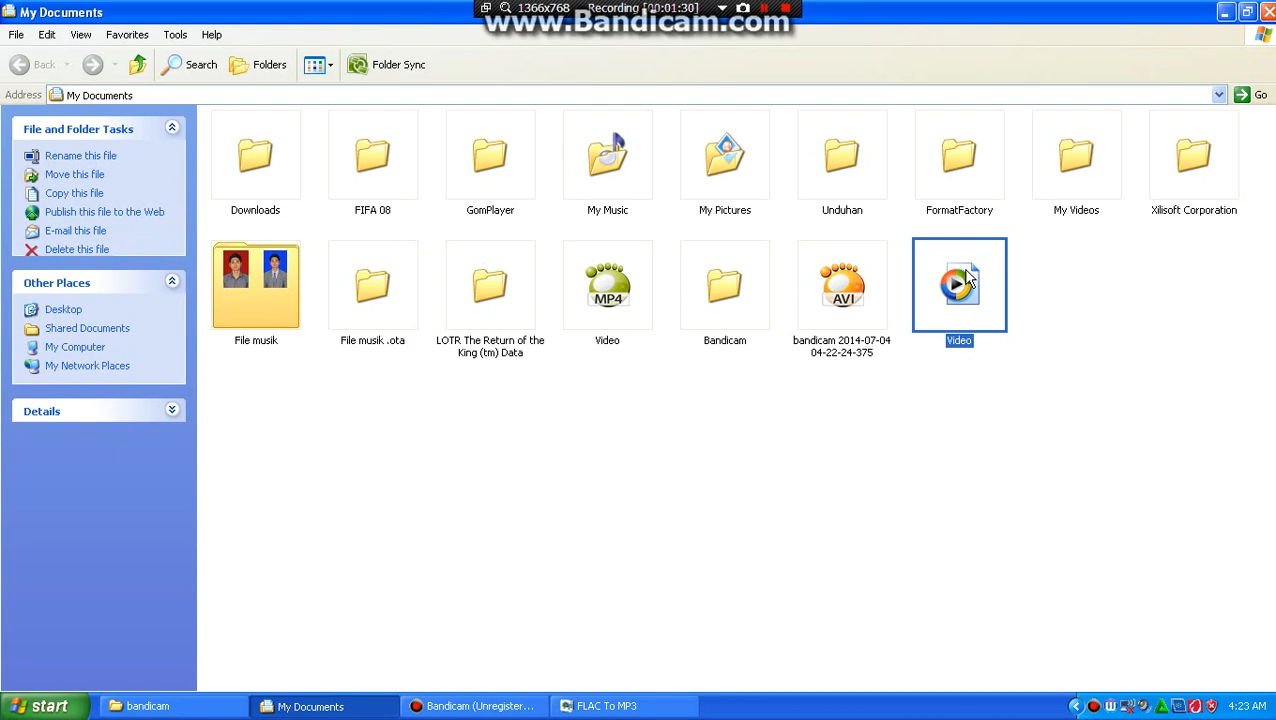 My Documents
1366x768 Recording [00:01:30]
www.Bandicam.com
File Edit View Favorites Tools Help
Back Search Folders Folder Sync
Address My Documents Go
File and Folder Tasks
Rename this file
Move this file
Copy this file
Publish this file to the Web
E-mail this file
Delete this file
Other Places
Desktop
Shared Documents
My Computer
My Network Places
Details
Downloads FIFA 08 GomPlayer My Music My Pictures Unduhan FormatFactory My Videos Xilisoft Corporation
MP4 AVI
File musik File musik .ota LOTR The Return of the Video Bandicam bandicam 2014-07-04 Video
King (tm) Data 04-22-24-375
start bandicam My Documents Bandicam (Unregister... FLAC To MP3 4:23 AM